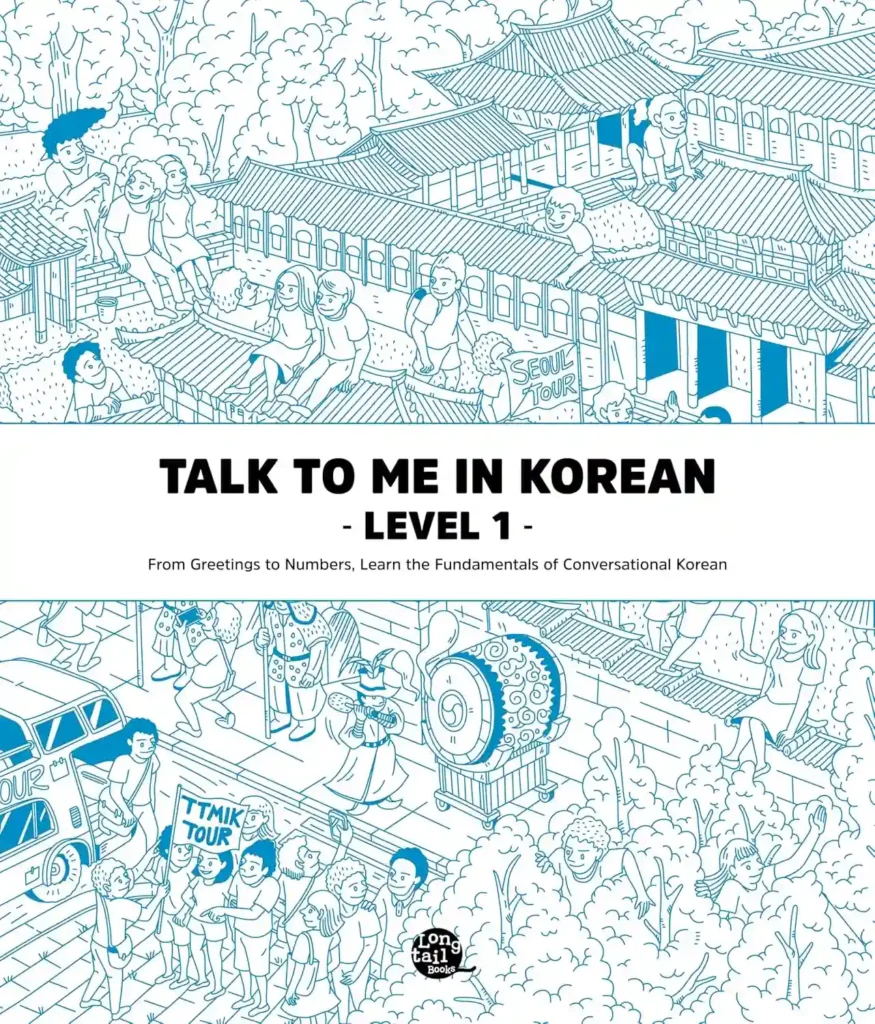 SEOUL
TOUR
TALK TO ME IN KOREAN
- LEVEL 1 -
From Greetings to Numbers, Learn the Fundamentals of Conversational Korean
OUR
TTMIK
TOUR
Long
tail
Books